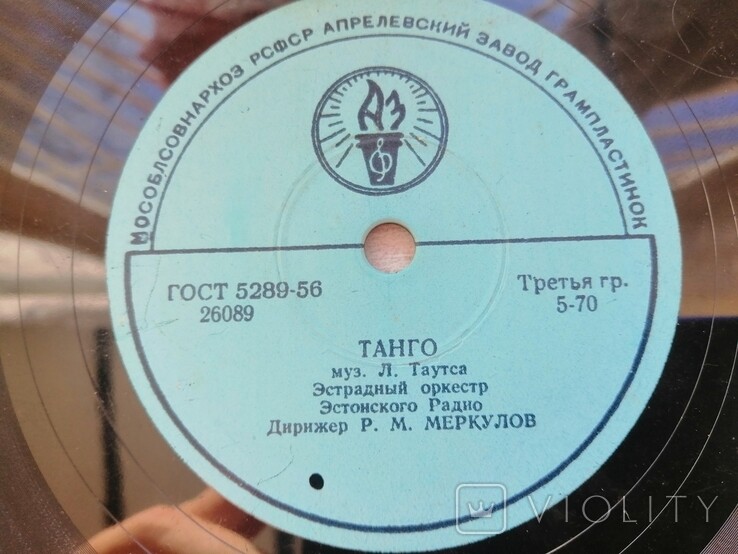 МОСОБЛСОВНАРХОЗ РСФСР АПРЕЛЕВСКИЙ ЗАВОД ГРАМПЛАСТИНОК
АЗ
ГОСТ 5289-56
26089
Третья гр.
5-70
ТАНГО
муз. Л. Таутса
Эстрадный оркестр
Эстонского Радио
Дирижер Р. М. МЕРКУЛОВ
VIOLITY